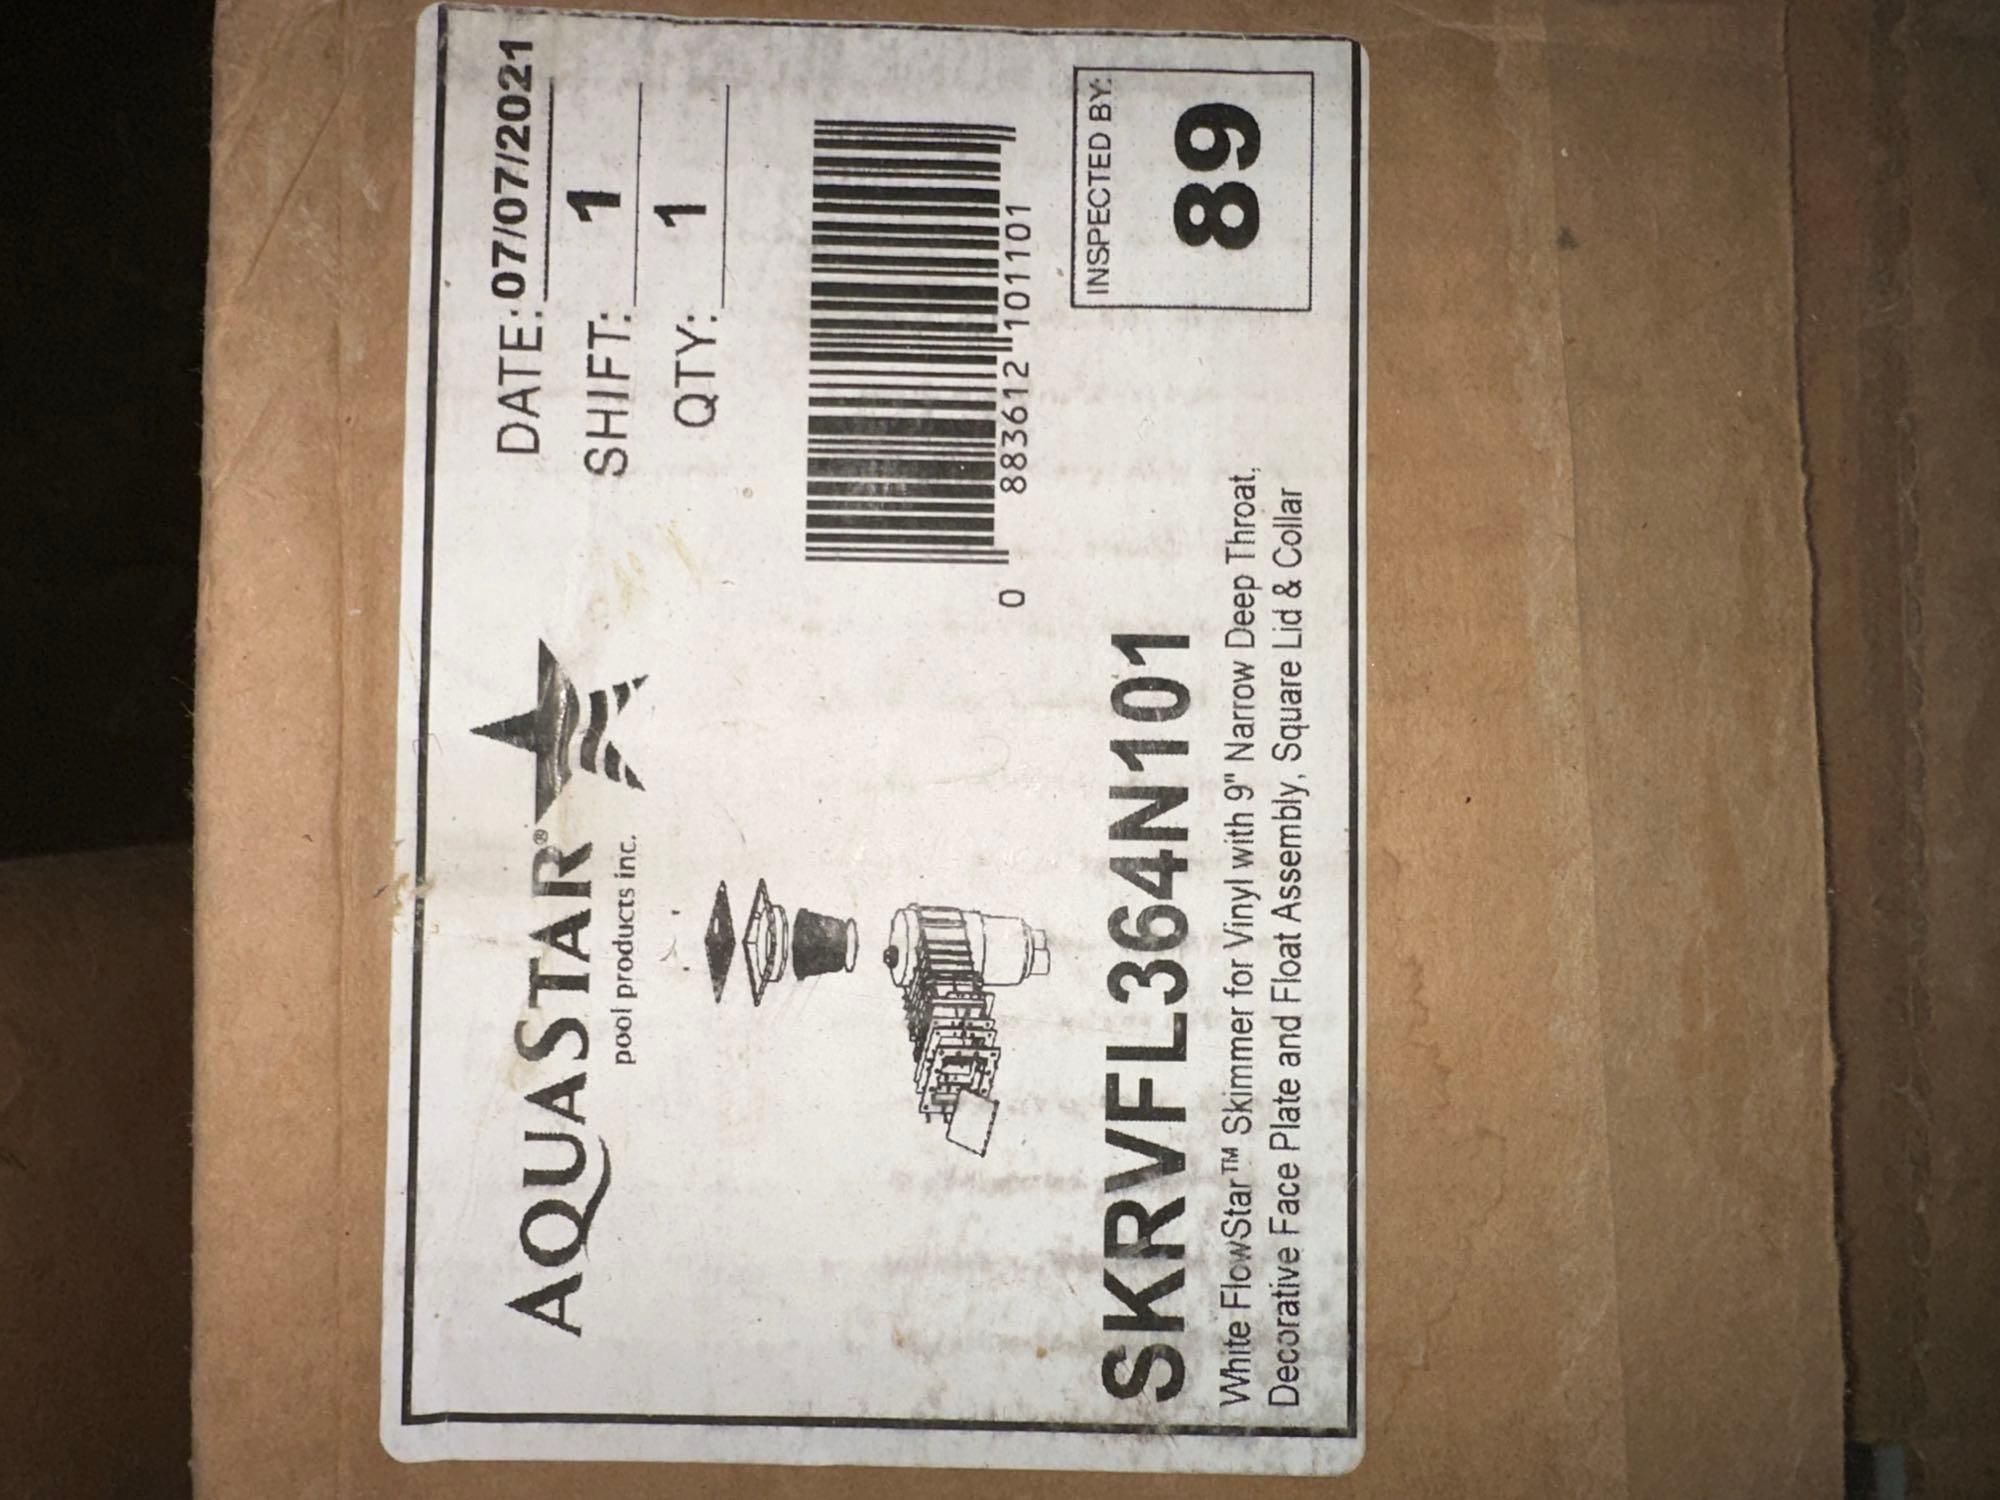 AQUASTAR®
pool products inc.
DATE: 07/07/2021
SHIFT: 1
QTY: 1
0 883612 101101
SKRVFL364N101
White FlowStar™ Skimmer for Vinyl with 9" Narrow Deep Throat,
Decorative Face Plate and Float Assembly, Square Lid & Collar
INSPECTED BY:
89